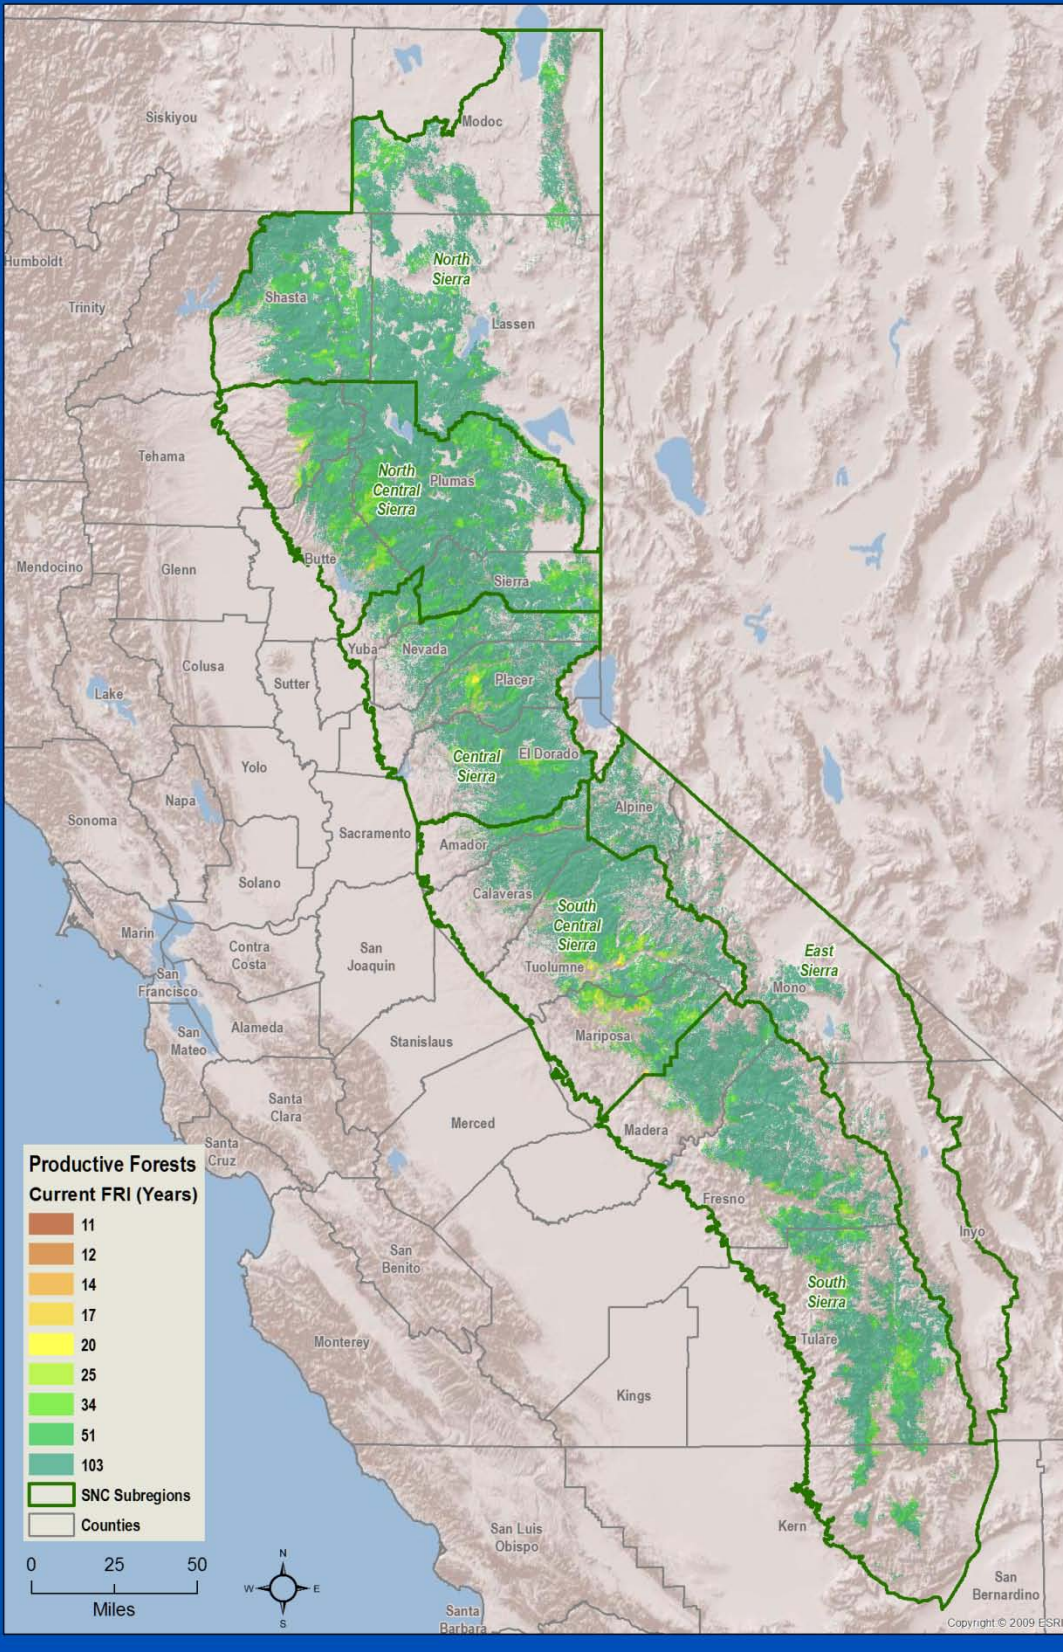 Siskiyou
Modoc
Humboldt
Trinity
Shasta
North
Sierra
Lassen
Tehama
North
Central
Sierra
Plumas
Mendocino
Glenn
Butte
Sierra
Colusa
Sutter
Yuba
Nevada
Lake
Placer
Yolo
Central
Sierra
El Dorado
Napa
Sonoma
Sacramento
Amador
Alpine
Solano
Calaveras
South
Central
Sierra
Marin
Contra
Costa
San
Joaquin
Tuolumne
East
Sierra
Mono
San
Francisco
San
Mateo
Alameda
Stanislaus
Mariposa
Santa
Clara
Merced
Madera
Santa
Cruz
Fresno
Inyo
San
Benito
South
Sierra
Monterey
Tulare
Kings
Kern
San Luis
Obispo
San
Bernardino
Santa
Barbara
Productive Forests
Current FRI (Years)
11
12
14
17
20
25
34
51
103
SNC Subregions
Counties
0 25 50
Miles
N
W E
S
Copyright © 2009 ESRI